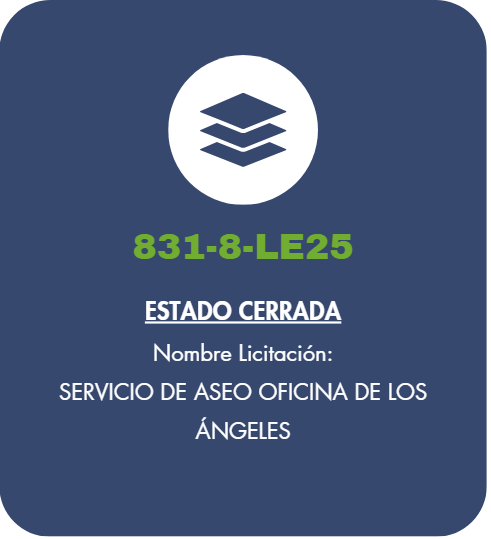 831-8-LE25
ESTADO CERRADA
Nombre Licitación:
SERVICIO DE ASEO OFICINA DE LOS
ÁNGELES